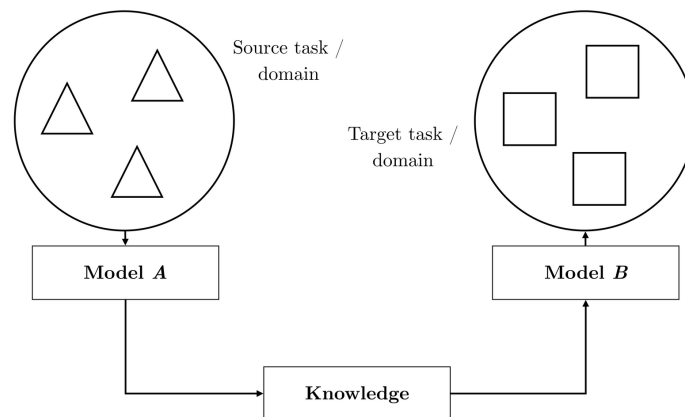 Source task /
domain
Target task /
domain
Model A
Model B
Knowledge